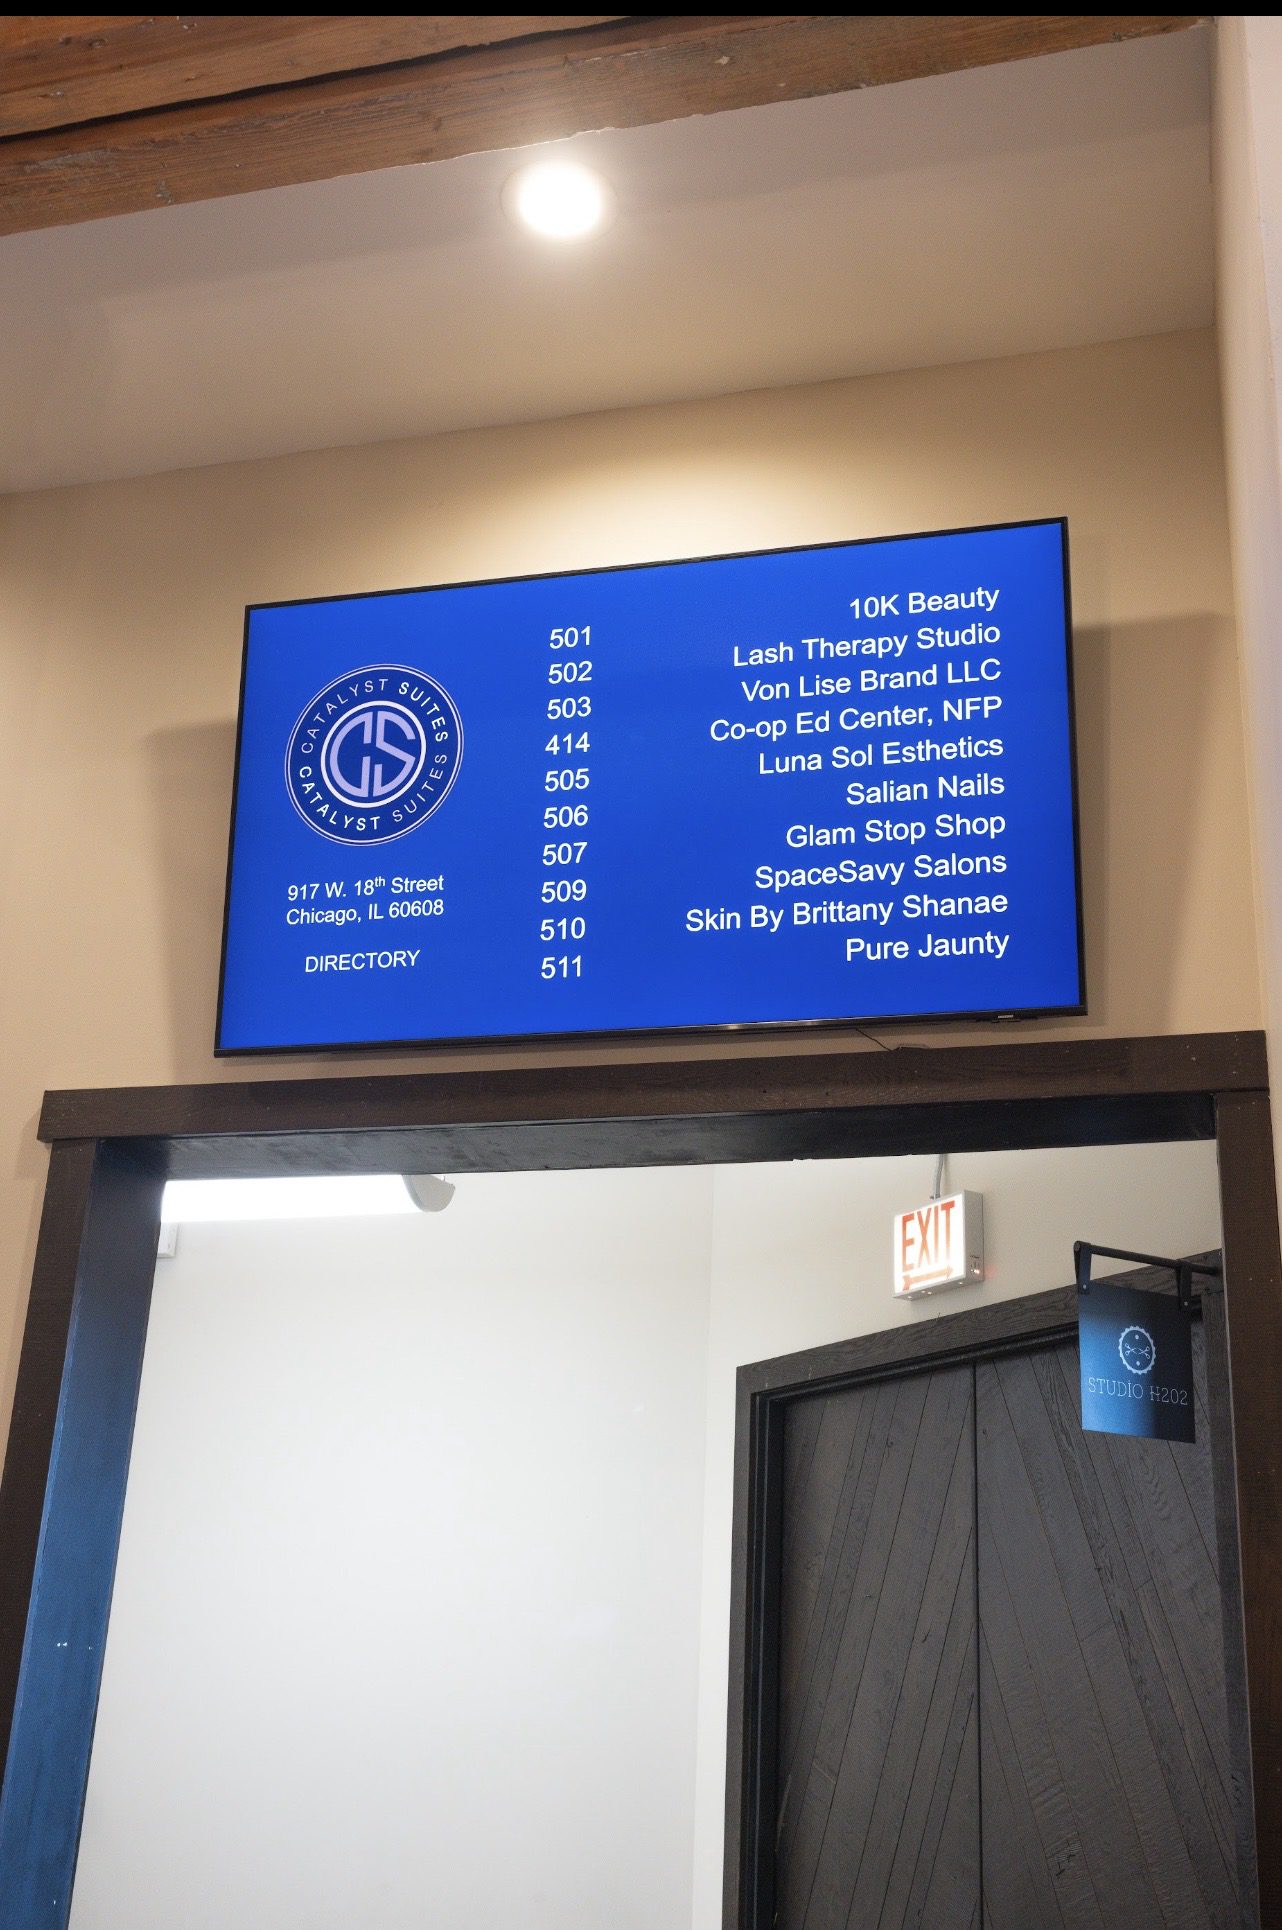 CATALYST SUITES
CS
CATALYST SUITES
917 W. 18th Street
Chicago, IL 60608
DIRECTORY
501 10K Beauty
502 Lash Therapy Studio
503 Von Lise Brand LLC
414 Co-op Ed Center, NFP
505 Luna Sol Esthetics
506 Salian Nails
507 Glam Stop Shop
509 SpaceSavy Salons
510 Skin By Brittany Shanae
511 Pure Jaunty
EXIT
STUDIO H202